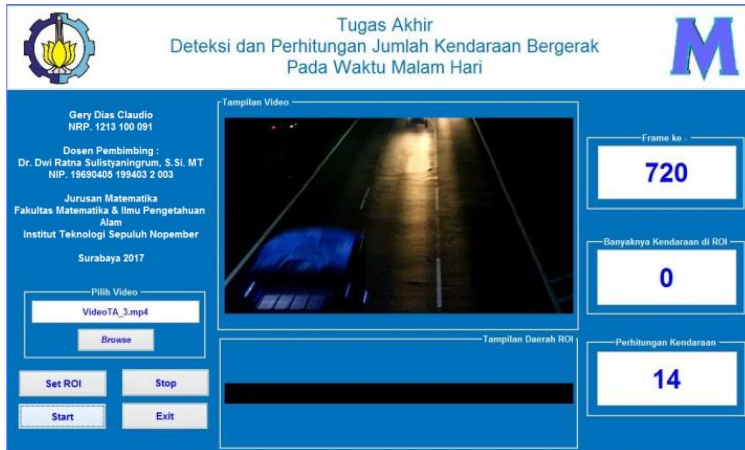 Tugas Akhir
Deteksi dan Perhitungan Jumlah Kendaraan Bergerak
Pada Waktu Malam Hari
M
Gery Dias Claudio
NRP. 1213 100 091
Dosen Pembimbing :
Dr. Dwi Ratna Sulistyaningrum, S.Si. MT
NIP. 19690405 199403 2 003
Jurusan Matematika
Fakultas Matematika & Ilmu Pengetahuan
Alam
Institut Teknologi Sepuluh Nopember
Surabaya 2017
Pilih Video
VideoTA_3.mp4
Browse
Set ROI
Stop
Start
Exit
Tampilan Video
Tampilan Daerah ROI
Frame ke -
720
Banyaknya Kendaraan di ROI
0
Perhitungan Kendaraan
14